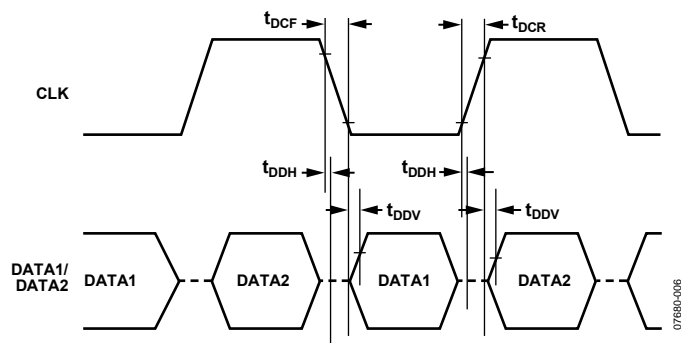 tDCF
tDCR
CLK
tDDH
tDDH
tDDV
tDDV
DATA1/
DATA2
DATA1
DATA2
DATA1
DATA2
07680-006